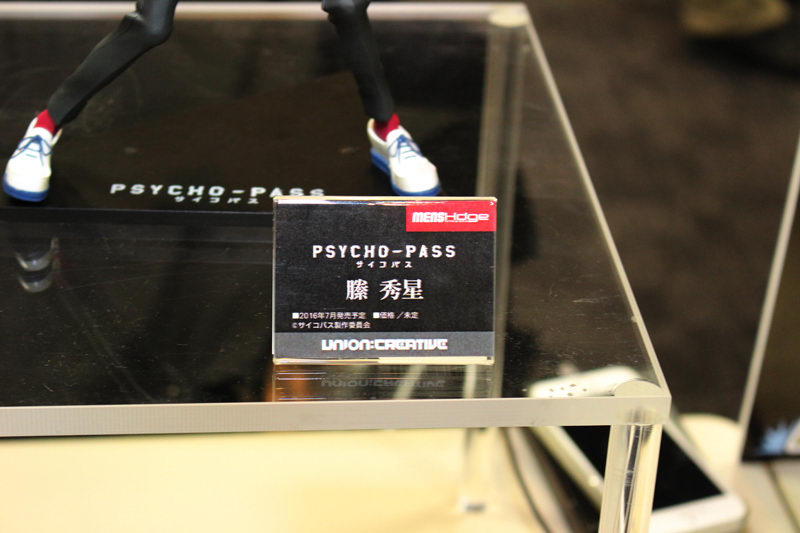 PSYCHO-PASS
サイコパス
MENSHdge
PSYCHO-PASS
サイコパス
縢 秀星
■2016年7月発売予定 ■価格／未定
©サイコパス製作委員会
UNION:CREATIVE